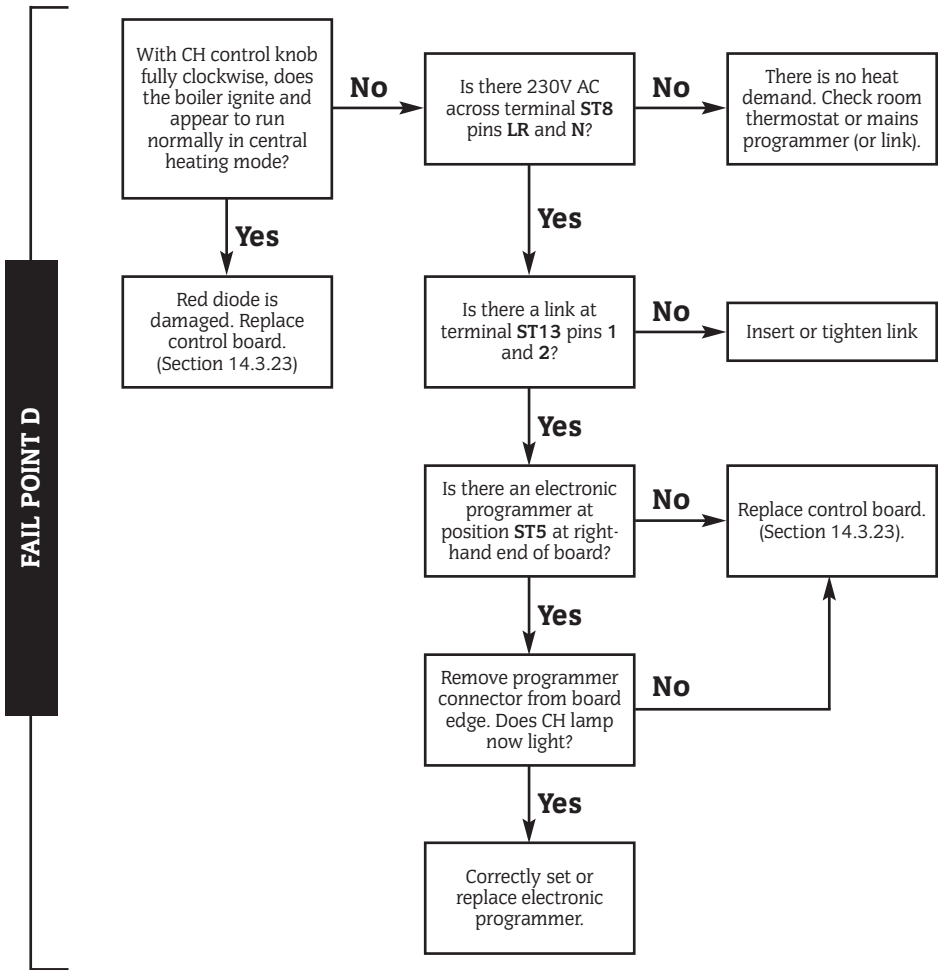 FAIL POINT D
With CH control knob
fully clockwise, does
the boiler ignite and
appear to run
normally in central
heating mode?
No
Is there 230V AC
across terminal ST8
pins LR and N?
No
There is no heat
demand. Check room
thermostat or mains
programmer (or link).
Yes
Yes
Red diode is
damaged. Replace
control board.
(Section 14.3.23)
Is there a link at
terminal ST13 pins 1
and 2?
No
Insert or tighten link
Yes
Is there an electronic
programmer at
position ST5 at right-
hand end of board?
No
Replace control board.
(Section 14.3.23).
Yes
Remove programmer
connector from board
edge. Does CH lamp
now light?
No
Yes
Correctly set or
replace electronic
programmer.